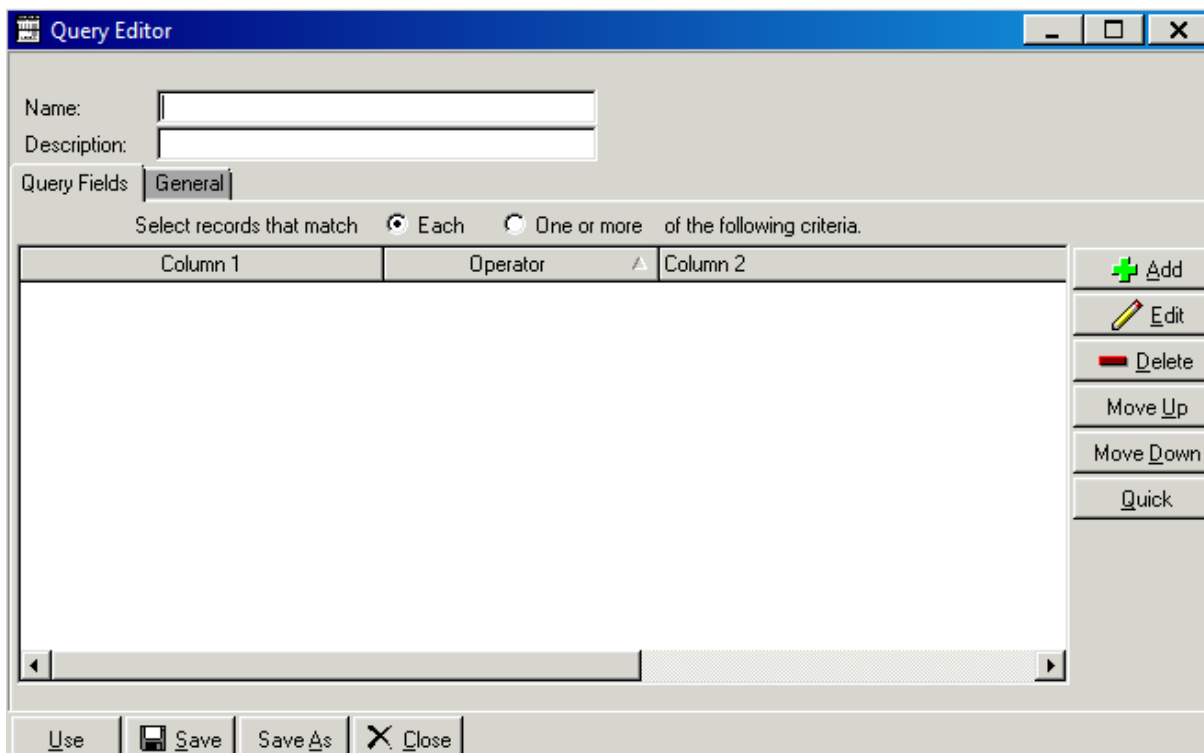 Query Editor
Name:
Description:
Query Fields General
Select records that match Each One or more of the following criteria.
Column 1 Operator Column 2
Add
Edit
Delete
Move Up
Move Down
Quick
Use Save Save As Close